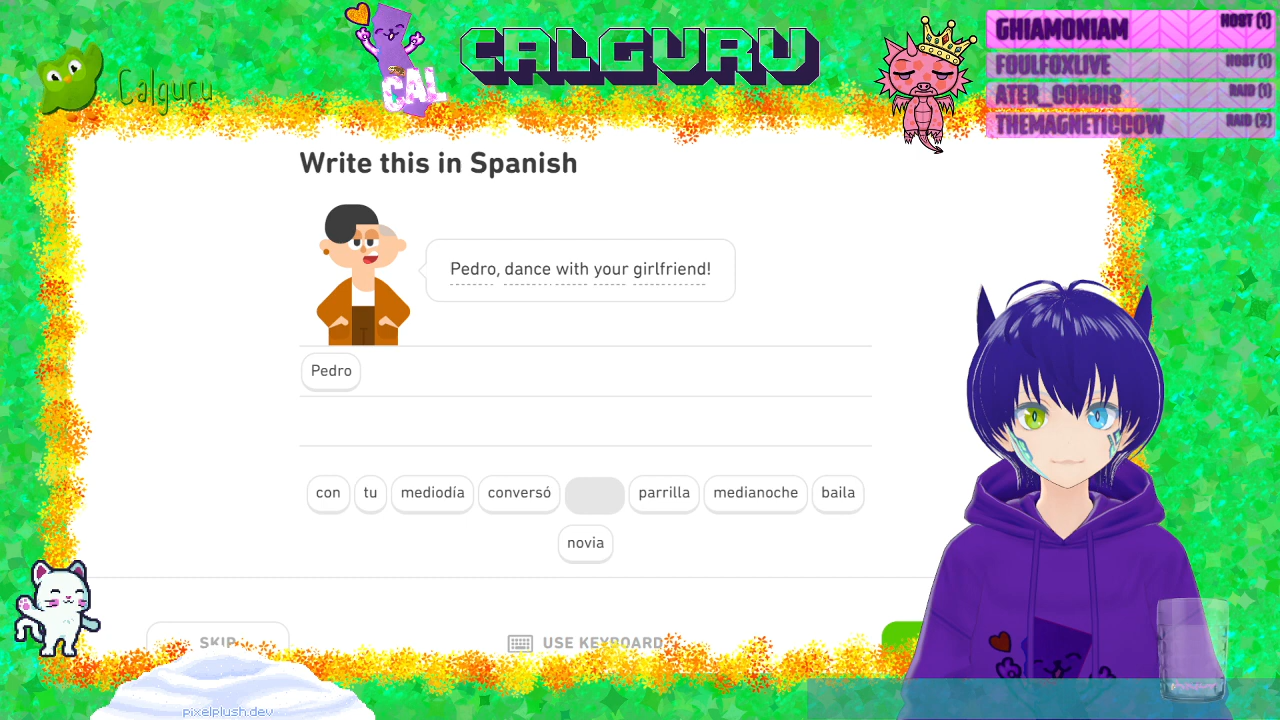 Calguru
CAL
CALGURU
GHIAMONIAM HOST (1)
FOULFOXLIVE HOST (1)
ATER_CORDIS RAID (1)
THEMAGNETICCOW RAID (2)
Write this in Spanish
Pedro, dance with your girlfriend!
Pedro
con tu mediodía conversó parrilla medianoche baila
novia
SKIP USE KEYBOARD
pixelplush.dev